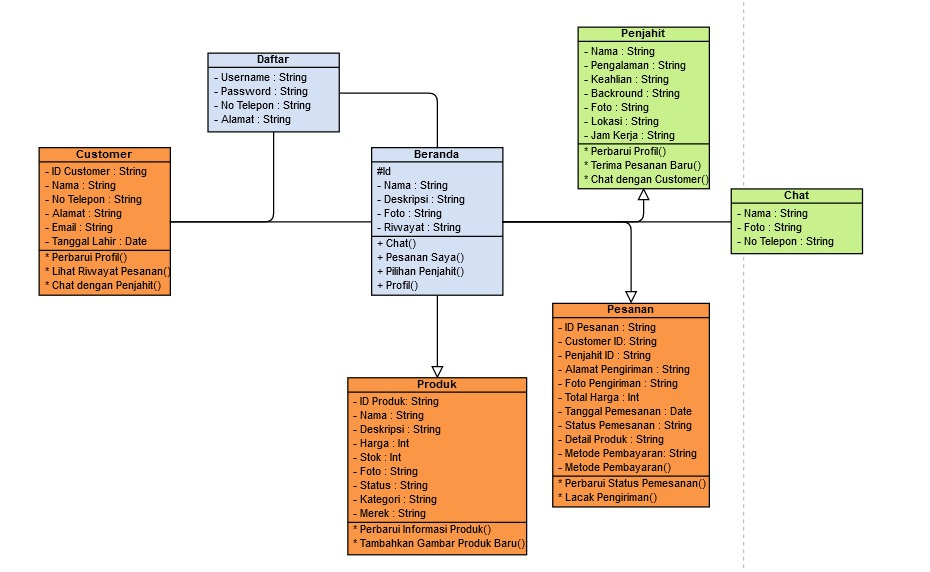 Daftar
- Username : String
- Password : String
- No Telepon : String
- Alamat : String
Customer
- ID Customer : String
- Nama : String
- No Telepon : String
- Alamat : String
- Email : String
- Tanggal Lahir : Date
* Perbarui Profil()
* Lihat Riwayat Pesanan()
* Chat dengan Penjahit()
Beranda
#Id
- Nama : String
- Deskripsi : String
- Foto : String
- Riwayat : String
+ Chat()
+ Pesanan Saya()
+ Pilihan Penjahit()
+ Profil()
Penjahit
- Nama : String
- Pengalaman : String
- Keahlian : String
- Backround : String
- Foto : String
- Lokasi : String
- Jam Kerja : String
* Perbarui Profil()
* Terima Pesanan Baru()
* Chat dengan Customer()
Chat
- Nama : String
- Foto : String
- No Telepon : String
Produk
- ID Produk: String
- Nama : String
- Deskripsi : String
- Harga : Int
- Stok : Int
- Foto : String
- Status : String
- Kategori : String
- Merek : String
* Perbarui Informasi Produk()
* Tambahkan Gambar Produk Baru()
Pesanan
- ID Pesanan : String
- Customer ID: String
- Penjahit ID : String
- Alamat Pengiriman : String
- Foto Pengiriman : String
- Total Harga : Int
- Tanggal Pemesanan : Date
- Status Pemesanan : String
- Detail Produk : String
- Metode Pembayaran: String
- Metode Pembayaran()
* Perbarui Status Pemesanan()
* Lacak Pengiriman()